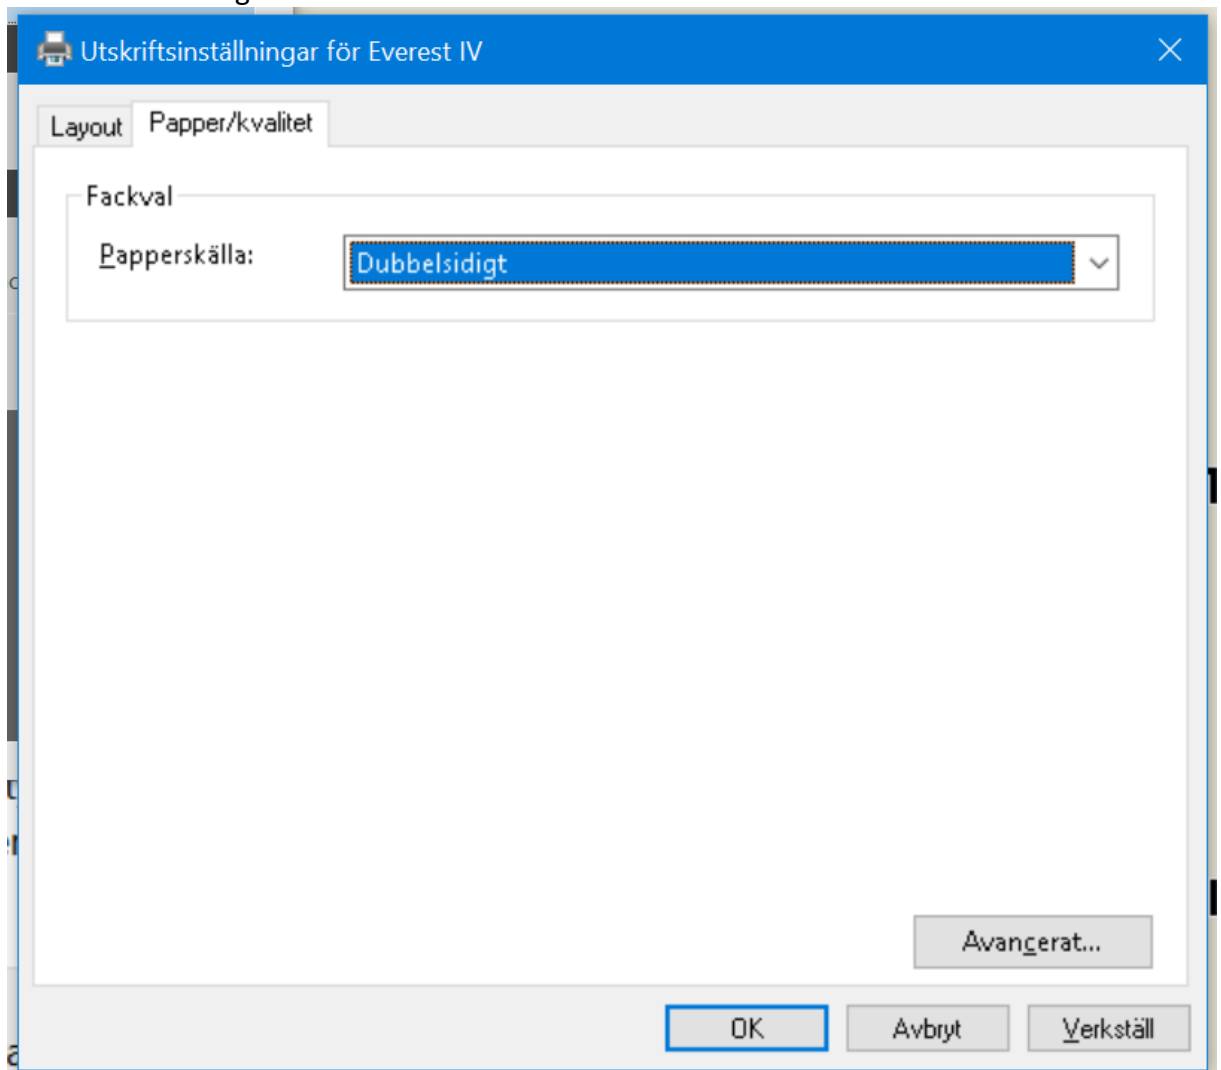 Utskriftsinställningar för Everest IV
Layout Papper/kvalitet
Fackval
Papperskälla: Dubbelsidigt
Avancerat...
OK Avbryt Verkställ